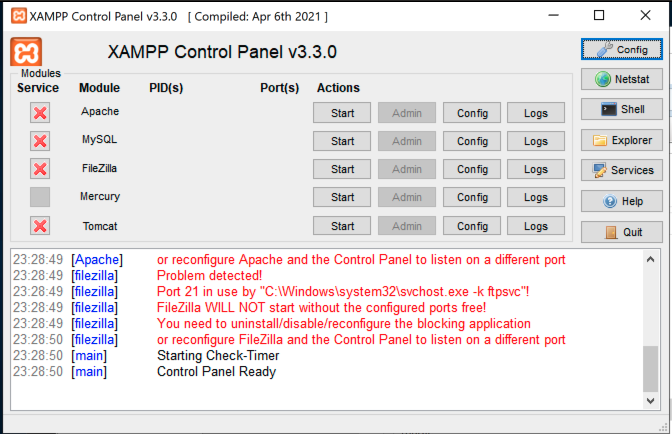 XAMPP Control Panel v3.3.0 [ Compiled: Apr 6th 2021 ]
XAMPP Control Panel v3.3.0
Config
Modules
Service Module PID(s) Port(s) Actions
Netstat
Apache Start Admin Config Logs
Shell
MySQL Start Admin Config Logs
Explorer
FileZilla Start Admin Config Logs
Services
Mercury Start Admin Config Logs
Help
Tomcat Start Admin Config Logs
Quit
23:28:49 [Apache] or reconfigure Apache and the Control Panel to listen on a different port
23:28:49 [filezilla] Problem detected!
23:28:49 [filezilla] Port 21 in use by "C:\Windows\system32\svchost.exe -k ftpsvc"!
23:28:49 [filezilla] FileZilla WILL NOT start without the configured ports free!
23:28:49 [filezilla] You need to uninstall/disable/reconfigure the blocking application
23:28:50 [filezilla] or reconfigure FileZilla and the Control Panel to listen on a different port
23:28:50 [main] Starting Check-Timer
23:28:50 [main] Control Panel Ready